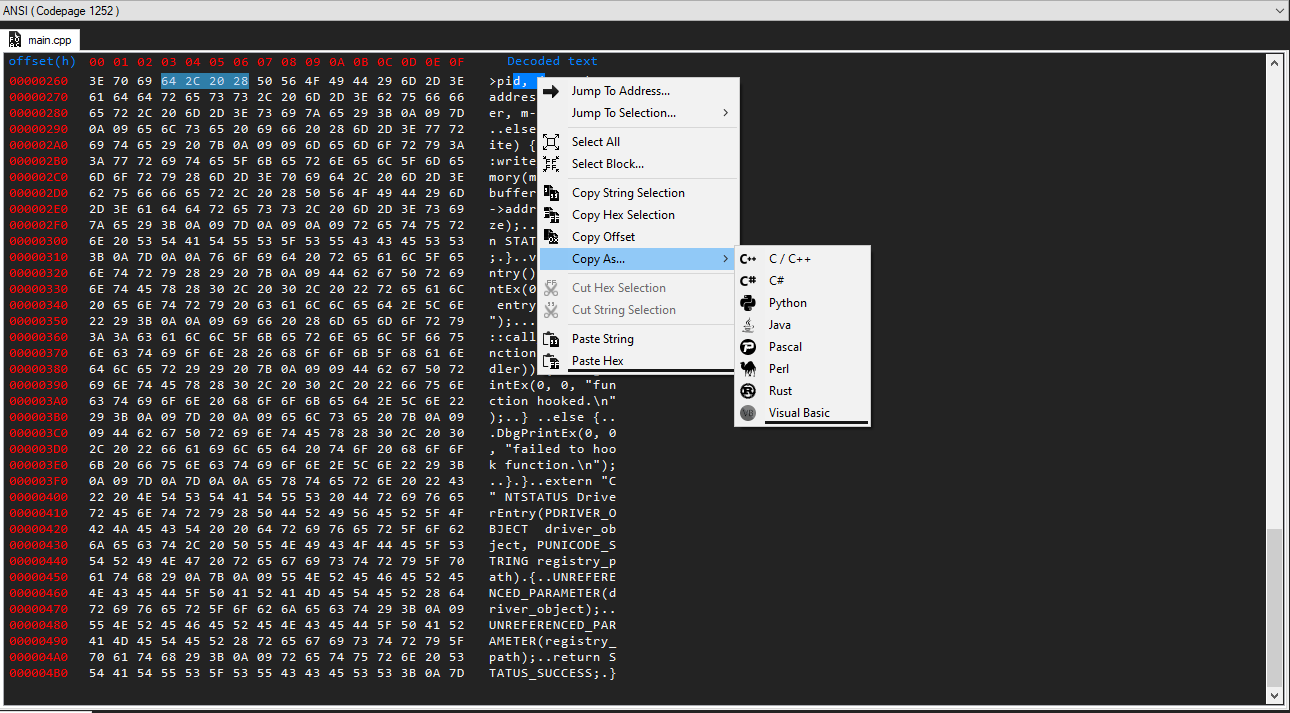 ANSI (Codepage 1252 )
main.cpp
offset(h) 00 01 02 03 04 05 06 07 08 09 0A 0B 0C 0D 0E 0F Decoded text
00000260 3E 70 69 64 2C 20 28 50 56 4F 49 44 29 6D 2D 3E >pid,
00000270 61 64 64 72 65 73 73 2C 20 6D 2D 3E 62 75 66 66 addres
00000280 65 72 2C 20 6D 2D 3E 73 69 7A 65 29 3B 0A 09 7D er, m-
00000290 0A 09 65 6C 73 65 20 69 66 20 28 6D 2D 3E 77 72 ..else
000002A0 69 74 65 29 20 7B 0A 09 09 6D 65 6D 6F 72 79 3A ite) {
000002B0 3A 77 72 69 74 65 5F 6B 65 72 6E 65 6C 5F 6D 65 :write
000002C0 6D 6F 72 79 28 6D 2D 3E 70 69 64 2C 20 6D 2D 3E mory(m
000002D0 62 75 66 66 65 72 2C 20 28 50 56 4F 49 44 29 6D buffer
000002E0 2D 3E 61 64 64 72 65 73 73 2C 20 6D 2D 3E 73 69 ->addr
000002F0 7A 65 29 3B 0A 09 7D 0A 09 0A 09 72 65 74 75 72 ze);..
00000300 6E 20 53 54 41 54 55 53 5F 53 55 43 43 45 53 53 n STAT
00000310 3B 0A 7D 0A 0A 76 6F 69 64 20 72 65 61 6C 5F 65 ;.}..v
00000320 6E 74 72 79 28 29 20 7B 0A 09 44 62 67 50 72 69 ntry()
00000330 6E 74 45 78 28 30 2C 20 30 2C 20 22 72 65 61 6C ntEx(0
00000340 20 65 6E 74 72 79 20 63 61 6C 6C 65 64 2E 5C 6E entry
00000350 22 29 3B 0A 0A 09 69 66 20 28 6D 65 6D 6F 72 79 ");...
00000360 3A 3A 63 61 6C 6C 5F 6B 65 72 6E 65 6C 5F 66 75 ::call
00000370 6E 63 74 69 6F 6E 28 26 68 6F 6F 6B 5F 68 61 6E nction
00000380 64 6C 65 72 29 29 20 7B 0A 09 09 44 62 67 50 72 dler))
00000390 69 6E 74 45 78 28 30 2C 20 30 2C 20 22 66 75 6E intEx(0, 0, "fun
000003A0 63 74 69 6F 6E 20 68 6F 6F 6B 65 64 2E 5C 6E 22 ction hooked.\n"
000003B0 29 3B 0A 09 7D 20 0A 09 65 6C 73 65 20 7B 0A 09 );..} ..else {..
000003C0 09 44 62 67 50 72 69 6E 74 45 78 28 30 2C 20 30 .DbgPrintEx(0, 0
000003D0 2C 20 22 66 61 69 6C 65 64 20 74 6F 20 68 6F 6F , "failed to hoo
000003E0 6B 20 66 75 6E 63 74 69 6F 6E 2E 5C 6E 22 29 3B k function.\n");
000003F0 0A 09 7D 0A 7D 0A 0A 65 78 74 65 72 6E 20 22 43 ..}.}..extern "C
00000400 22 20 4E 54 53 54 41 54 55 53 20 44 72 69 76 65 " NTSTATUS Drive
00000410 72 45 6E 74 72 79 28 50 44 52 49 56 45 52 5F 4F rEntry(PDRIVER_O
00000420 42 4A 45 43 54 20 20 64 72 69 76 65 72 5F 6F 62 BJECT  driver_ob
00000430 6A 65 63 74 2C 20 50 55 4E 49 43 4F 44 45 5F 53 ject, PUNICODE_S
00000440 54 52 49 4E 47 20 72 65 67 69 73 74 72 79 5F 70 TRING registry_p
00000450 61 74 68 29 0A 7B 0A 09 55 4E 52 45 46 45 52 45 ath).{..UNREFERE
00000460 4E 43 45 44 5F 50 41 52 41 4D 45 54 45 52 28 64 NCED_PARAMETER(d
00000470 72 69 76 65 72 5F 6F 62 6A 65 63 74 29 3B 0A 09 river_object);..
00000480 55 4E 52 45 46 45 52 45 4E 43 45 44 5F 50 41 52 UNREFERENCED_PAR
00000490 41 4D 45 54 45 52 28 72 65 67 69 73 74 72 79 5F AMETER(registry_
000004A0 70 61 74 68 29 3B 0A 09 72 65 74 75 72 6E 20 53 path);..return S
000004B0 54 41 54 55 53 5F 53 55 43 43 45 53 53 3B 0A 7D TATUS_SUCCESS;.}
Jump To Address...
Jump To Selection...
Select All
Select Block...
Copy String Selection
Copy Hex Selection
Copy Offset
Copy As...
Cut Hex Selection
Cut String Selection
Paste String
Paste Hex
C / C++
C#
Python
Java
Pascal
Perl
Rust
Visual Basic